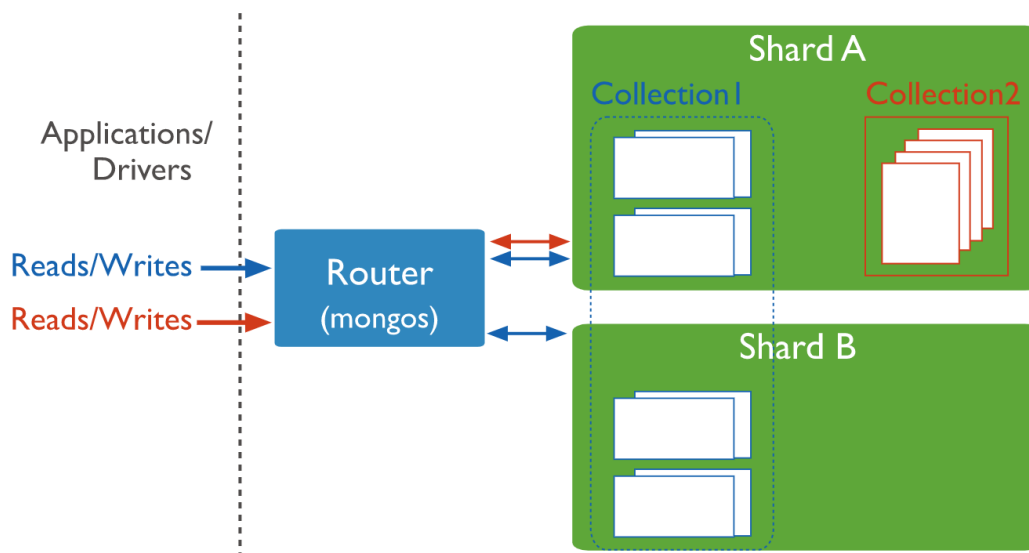 Shard A
Collection1
Collection2
Applications/
Drivers
Reads/Writes
Reads/Writes
Router
(mongos)
Shard B